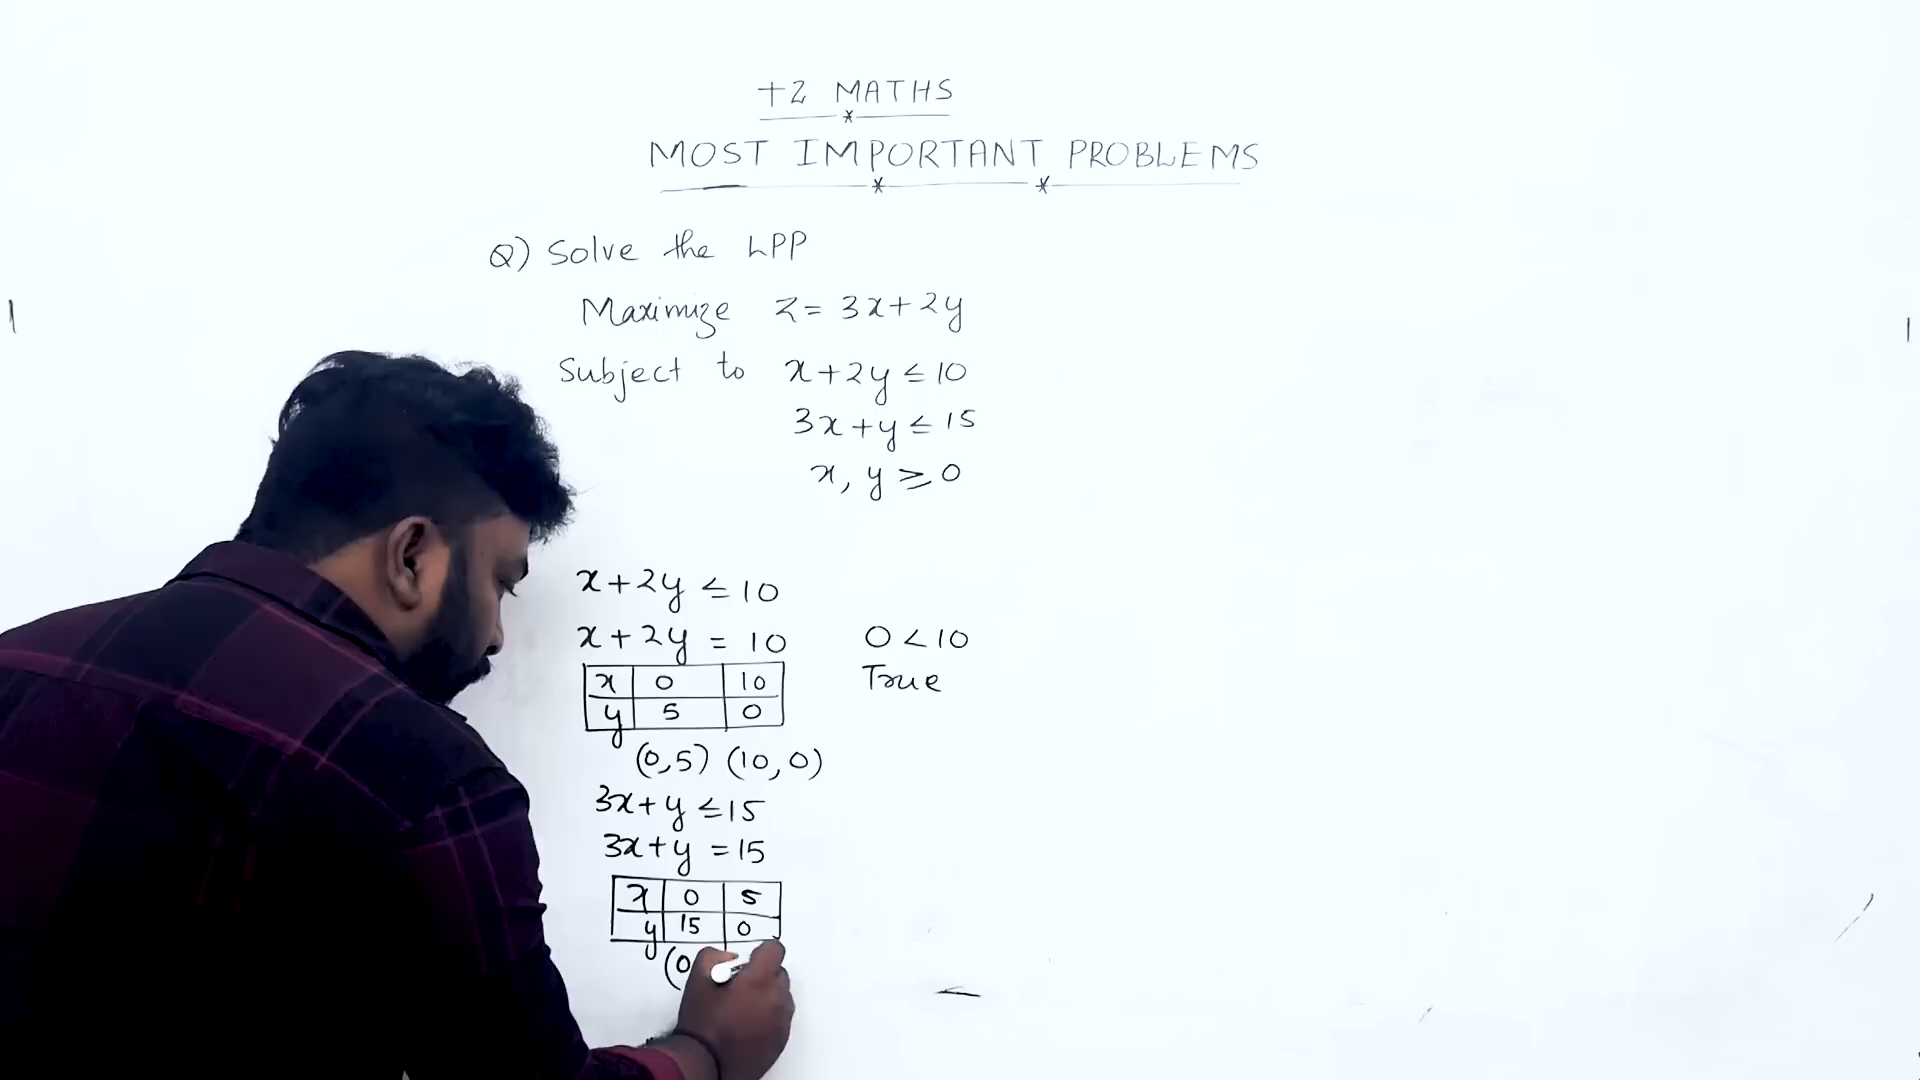 +2 MATHS
MOST IMPORTANT PROBLEMS
Q) Solve the LPP
Maximize Z = 3x+2y
Subject to x+2y ≤ 10
3x+y ≤ 15
x, y ≥ 0
x+2y ≤ 10
x+2y = 10 0 < 10
x 0 10 True
y 5 0
(0,5) (10,0)
3x+y ≤ 15
3x+y = 15
x 0 5
y 15 0
(0